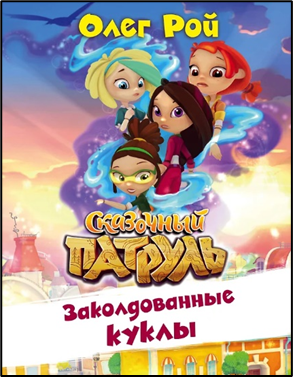 Олег Рой
Сказочный
ПАТРУЛЬ
Заколдованные
куклы